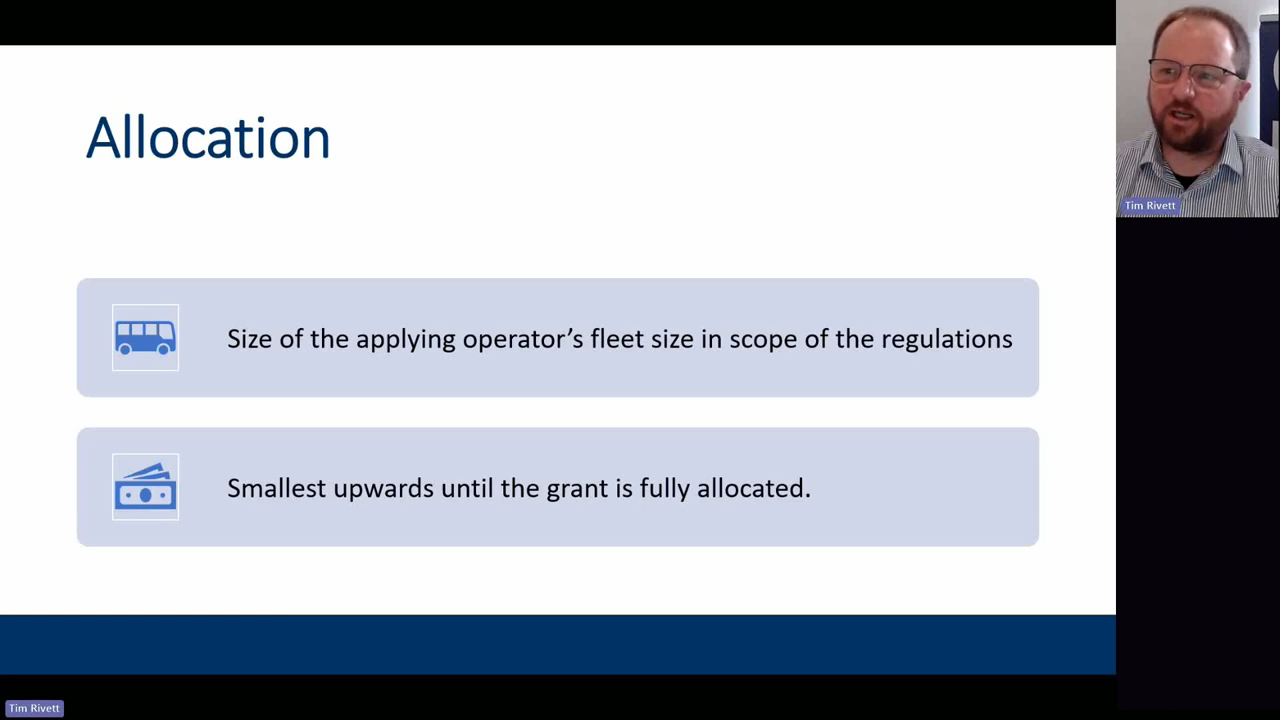 Allocation
Size of the applying operator’s fleet size in scope of the regulations
Smallest upwards until the grant is fully allocated.
Tim Rivett
Tim Rivett